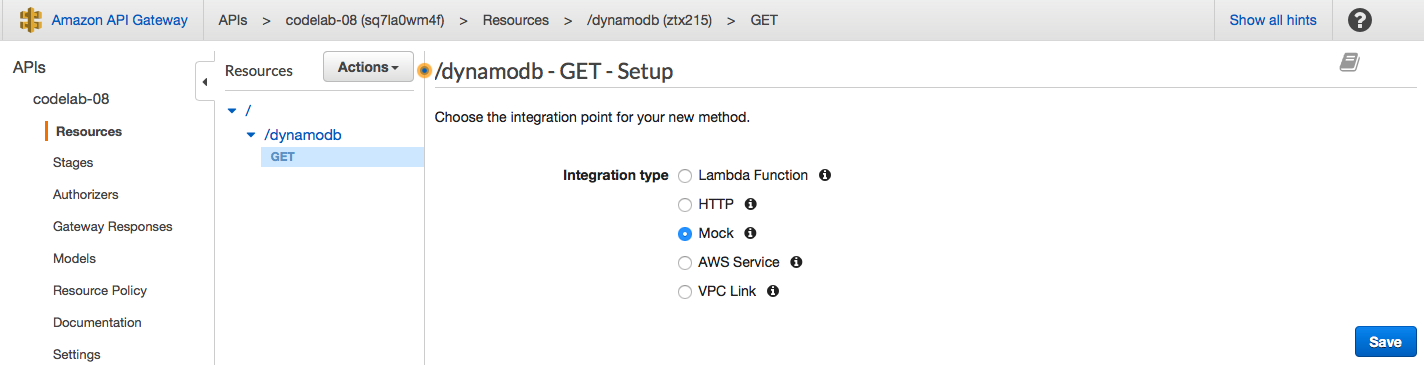 Amazon API Gateway APIs > codelab-08 (sq7la0wm4f) > Resources > /dynamodb (ztx215) > GET Show all hints ?
APIs
codelab-08
Resources
Stages
Authorizers
Gateway Responses
Models
Resource Policy
Documentation
Settings
Resources Actions
/
/dynamodb
GET
/dynamodb - GET - Setup
Choose the integration point for your new method.
Integration type Lambda Function
HTTP
Mock
AWS Service
VPC Link
Save